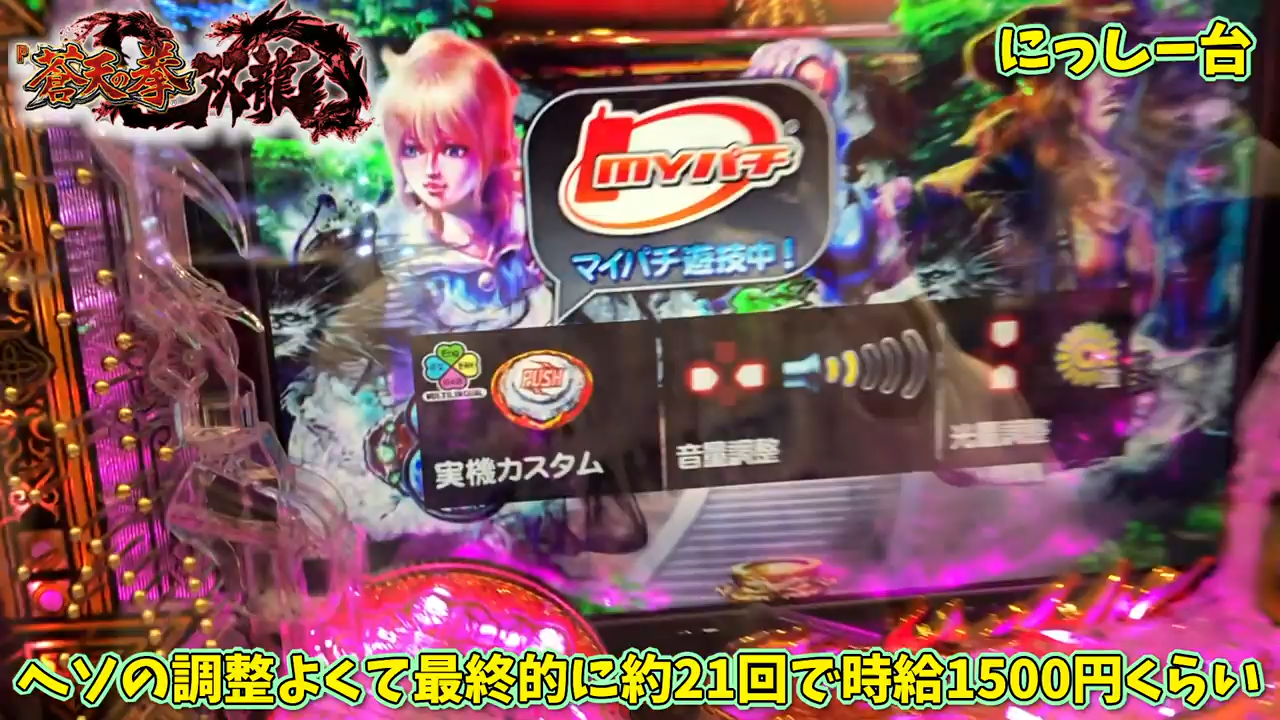 P蒼天の拳 双龍
にっしー台
MYパチ
マイパチ遊技中!
MULTILINGUAL
PUSH
実機カスタム
音量調整
光量調整
ヘソの調整よくて最終的に約21回で時給1500円くらい